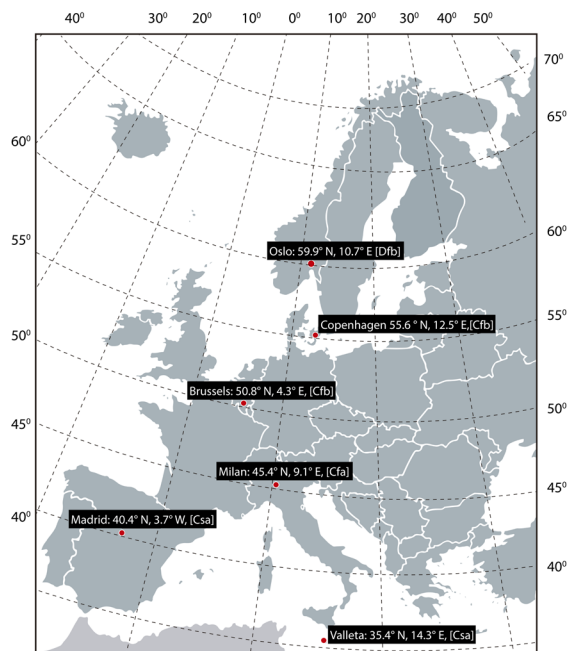 40⁰ 30⁰ 20⁰ 10⁰ 0⁰ 10⁰ 20⁰ 30⁰ 40⁰ 50⁰
70⁰
65⁰
60⁰
60⁰
55⁰
Oslo: 59.9° N, 10.7° E [Dfb]
55⁰
Copenhagen 55.6 ° N, 12.5° E,[Cfb]
50⁰
Brussels: 50.8° N, 4.3° E, [Cfb]
50⁰
45⁰
Milan: 45.4° N, 9.1° E, [Cfa]
45⁰
40⁰
Madrid: 40.4° N, 3.7° W, [Csa]
40⁰
Valleta: 35.4° N, 14.3° E, [Csa]